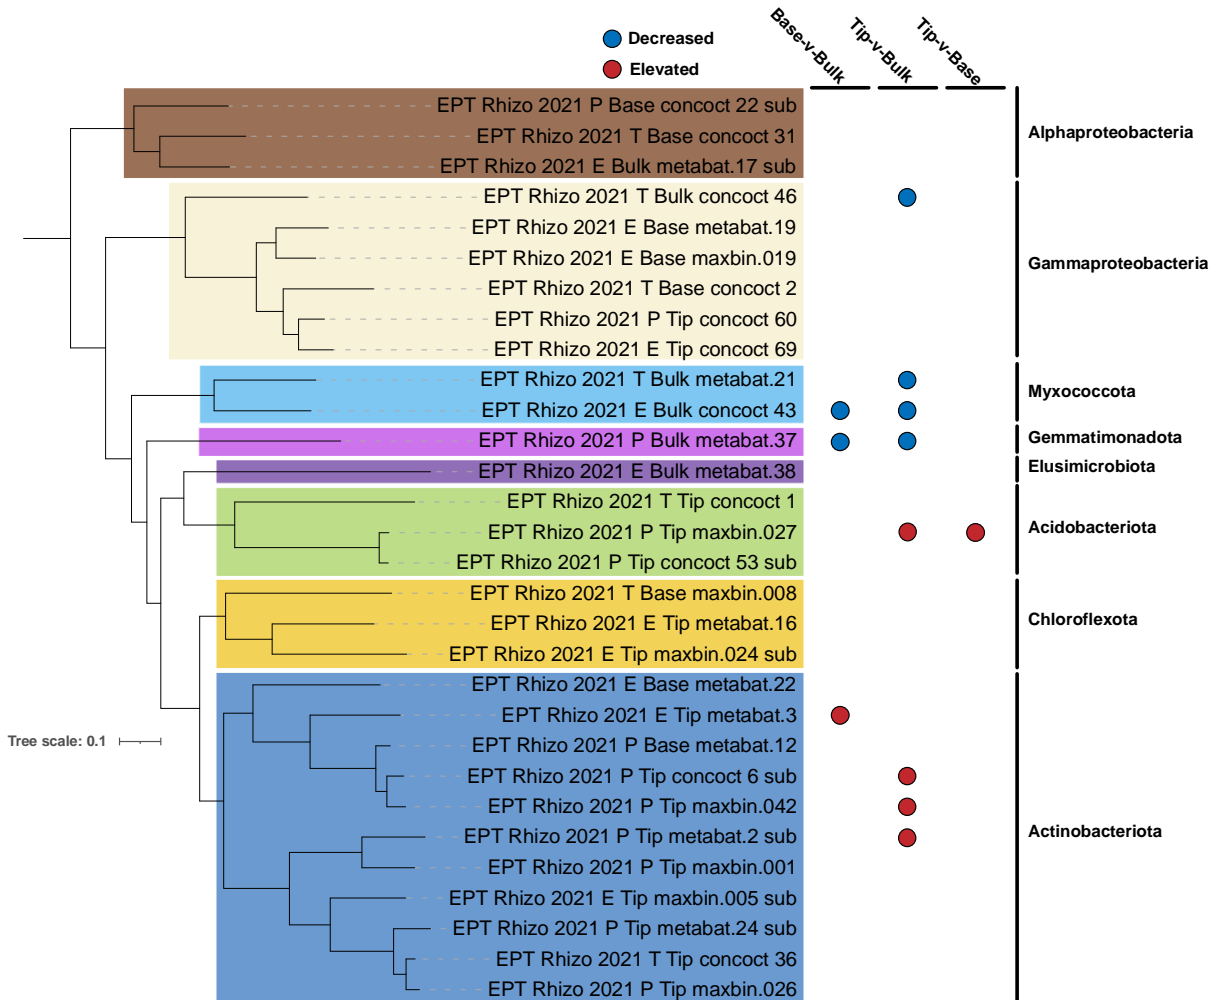 Decreased
Elevated
Base-v-Bulk
Tip-v-Bulk
Tip-v-Base
EPT Rhizo 2021 P Base concoct 22 sub
EPT Rhizo 2021 T Base concoct 31
EPT Rhizo 2021 E Bulk metabat.17 sub
Alphaproteobacteria
EPT Rhizo 2021 T Bulk concoct 46
EPT Rhizo 2021 E Base metabat.19
EPT Rhizo 2021 E Base maxbin.019
EPT Rhizo 2021 T Base concoct 2
EPT Rhizo 2021 P Tip concoct 60
EPT Rhizo 2021 E Tip concoct 69
Gammaproteobacteria
EPT Rhizo 2021 T Bulk metabat.21
EPT Rhizo 2021 E Bulk concoct 43
Myxococcota
EPT Rhizo 2021 P Bulk metabat.37
Gemmatimonadota
EPT Rhizo 2021 E Bulk metabat.38
Elusimicrobiota
EPT Rhizo 2021 T Tip concoct 1
EPT Rhizo 2021 P Tip maxbin.027
EPT Rhizo 2021 P Tip concoct 53 sub
Acidobacteriota
EPT Rhizo 2021 T Base maxbin.008
EPT Rhizo 2021 E Tip metabat.16
EPT Rhizo 2021 E Tip maxbin.024 sub
Chloroflexota
EPT Rhizo 2021 E Base metabat.22
EPT Rhizo 2021 E Tip metabat.3
EPT Rhizo 2021 P Base metabat.12
EPT Rhizo 2021 P Tip concoct 6 sub
EPT Rhizo 2021 P Tip maxbin.042
EPT Rhizo 2021 P Tip metabat.2 sub
EPT Rhizo 2021 P Tip maxbin.001
EPT Rhizo 2021 E Tip maxbin.005 sub
EPT Rhizo 2021 P Tip metabat.24 sub
EPT Rhizo 2021 T Tip concoct 36
EPT Rhizo 2021 P Tip maxbin.026
Actinobacteriota
Tree scale: 0.1